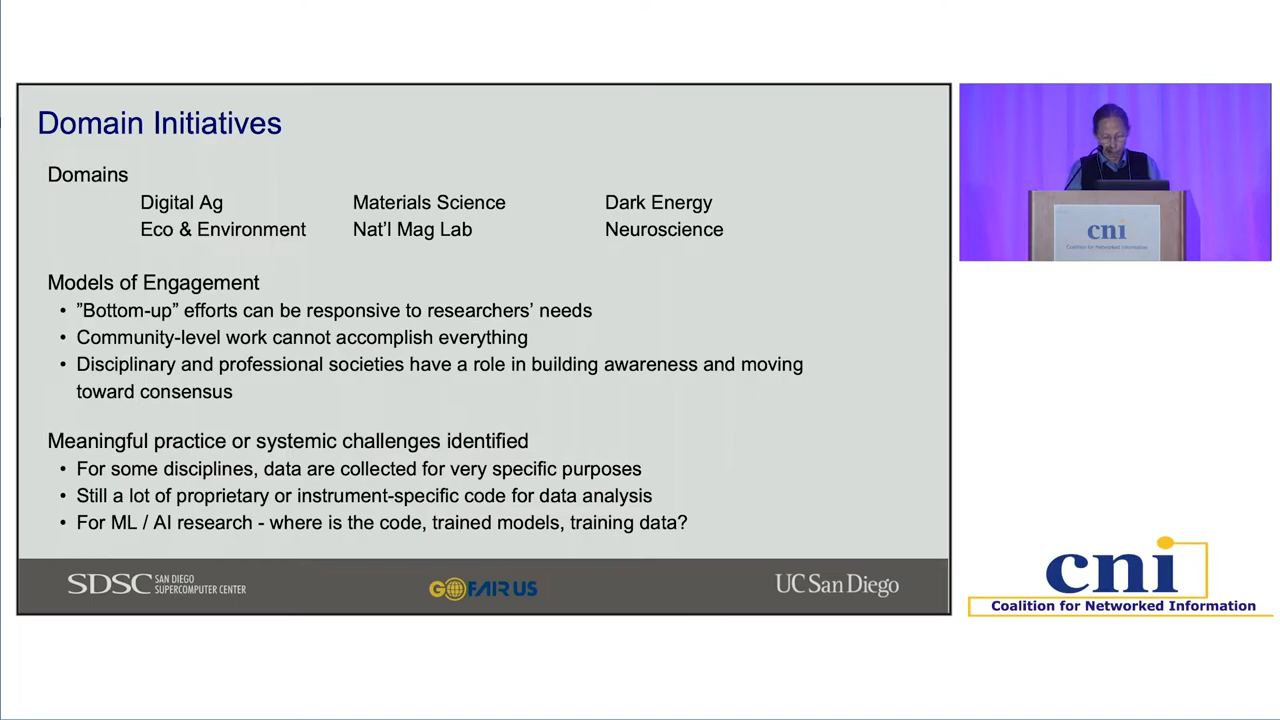 Domain Initiatives
Domains
Digital Ag Materials Science Dark Energy
Eco & Environment Nat’l Mag Lab Neuroscience
Models of Engagement
• ”Bottom-up” efforts can be responsive to researchers’ needs
• Community-level work cannot accomplish everything
• Disciplinary and professional societies have a role in building awareness and moving
toward consensus
Meaningful practice or systemic challenges identified
• For some disciplines, data are collected for very specific purposes
• Still a lot of proprietary or instrument-specific code for data analysis
• For ML / AI research - where is the code, trained models, training data?
SDSC SAN DIEGO
SUPERCOMPUTER CENTER
GO FAIR US
UC San Diego
cni
Coalition for Networked Information
cni
Coalition for Networked Information